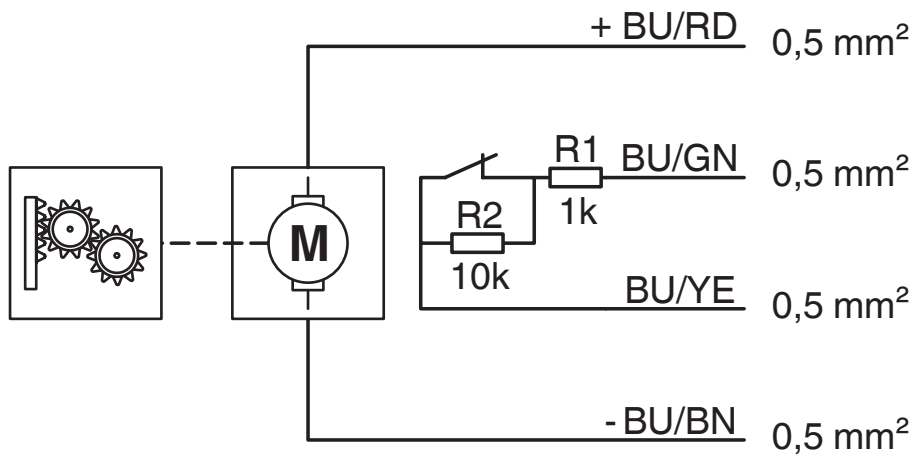 + BU/RD 0,5 mm²
R1 BU/GN 0,5 mm²
1k
R2
10k
M
BU/YE 0,5 mm²
- BU/BN 0,5 mm²